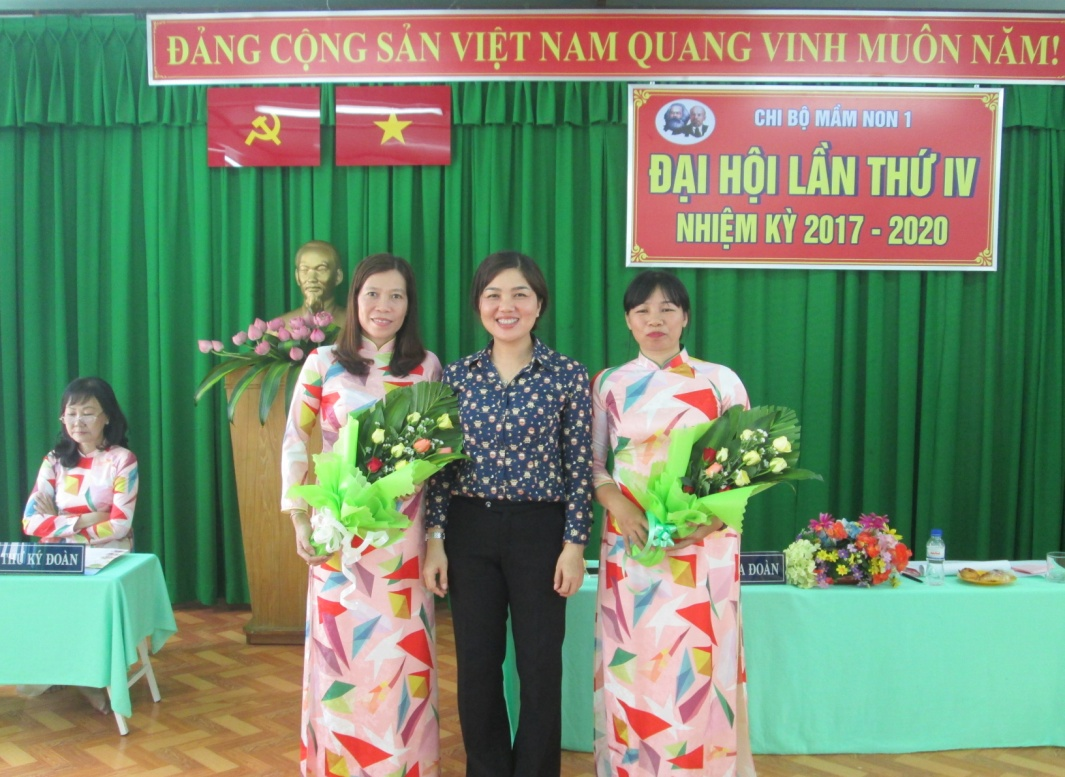 ĐẢNG CỘNG SẢN VIỆT NAM QUANG VINH MUÔN NĂM!
CHI BỘ MẦM NON 1
ĐẠI HỘI LẦN THỨ IV
NHIỆM KỲ 2017 - 2020
THƯ KÝ ĐOÀN
A ĐOÀN